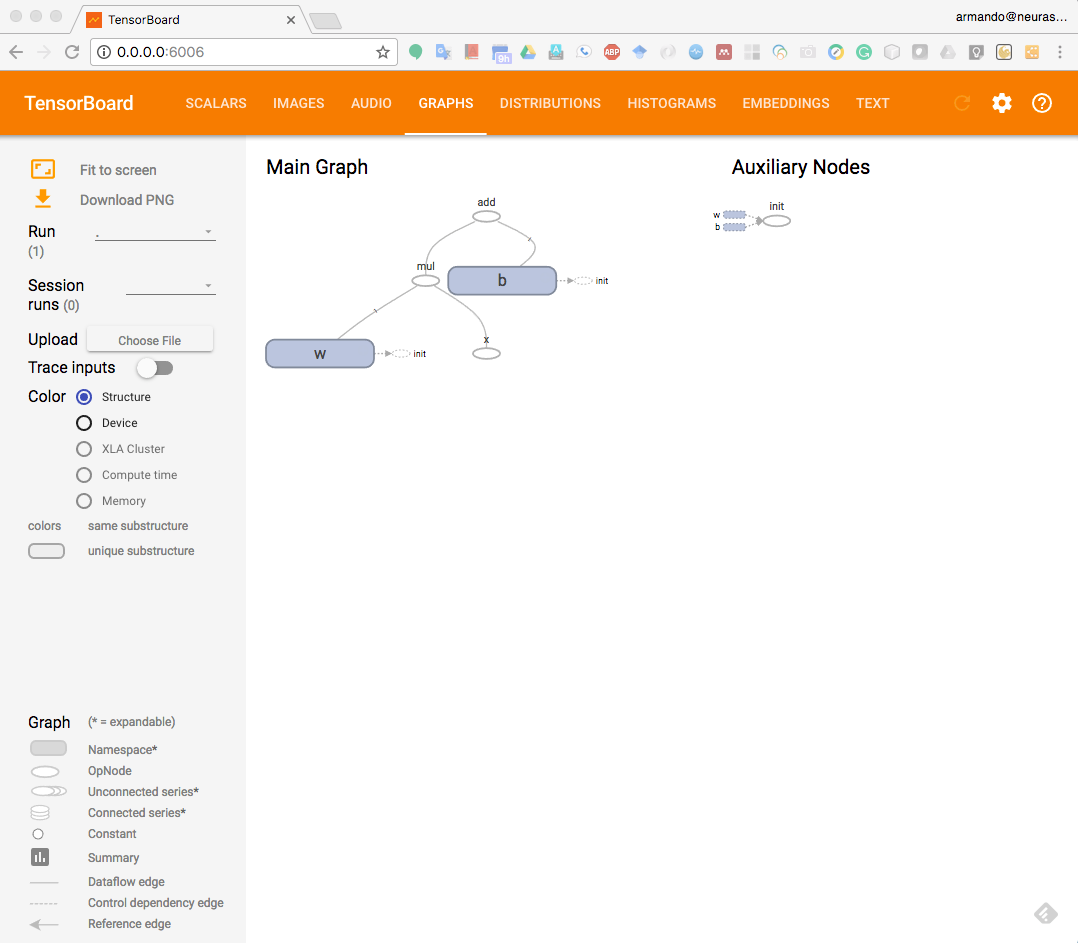 TensorBoard
armando@neuras...
0.0.0.0:6006
9h
ABP
TensorBoard SCALARS IMAGES AUDIO GRAPHS DISTRIBUTIONS HISTOGRAMS EMBEDDINGS TEXT
Fit to screen
Download PNG
Run
(1)
.
Session
runs (0)
Upload Choose File
Trace inputs
Color Structure
Device
XLA Cluster
Compute time
Memory
colors same substructure
unique substructure
Graph (* = expandable)
Namespace*
OpNode
Unconnected series*
Connected series*
Constant
Summary
Dataflow edge
Control dependency edge
Reference edge
Main Graph
add
mul
b
init
w
init
x
Auxiliary Nodes
init
w
b